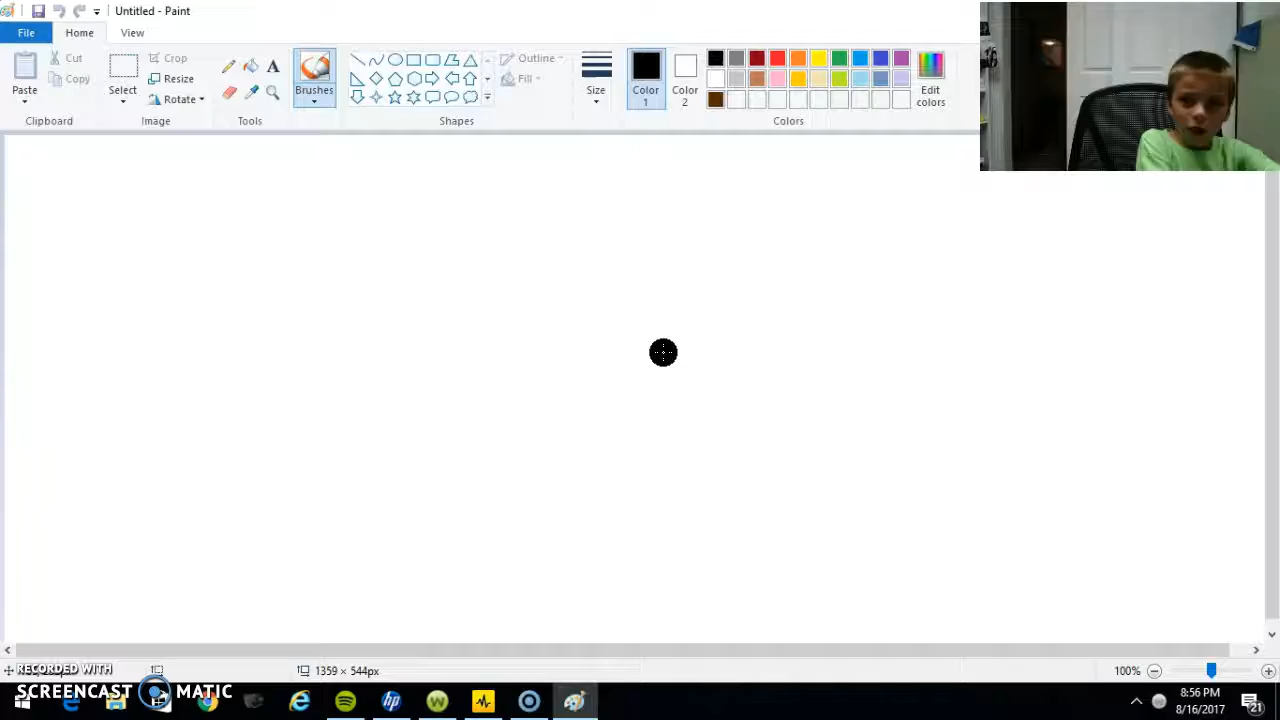 Untitled - Paint
File Home View
Cut
Copy
Paste
Clipboard
Crop
Resize
Rotate
Select
Image
A
Tools
Brushes
Outline
Fill
Shapes
Size
Color 1
Color 2
Edit colors
Colors
1359 × 544px
100%
RECORDED WITH
SCREENCAST MATIC
8:56 PM
8/16/2017
21